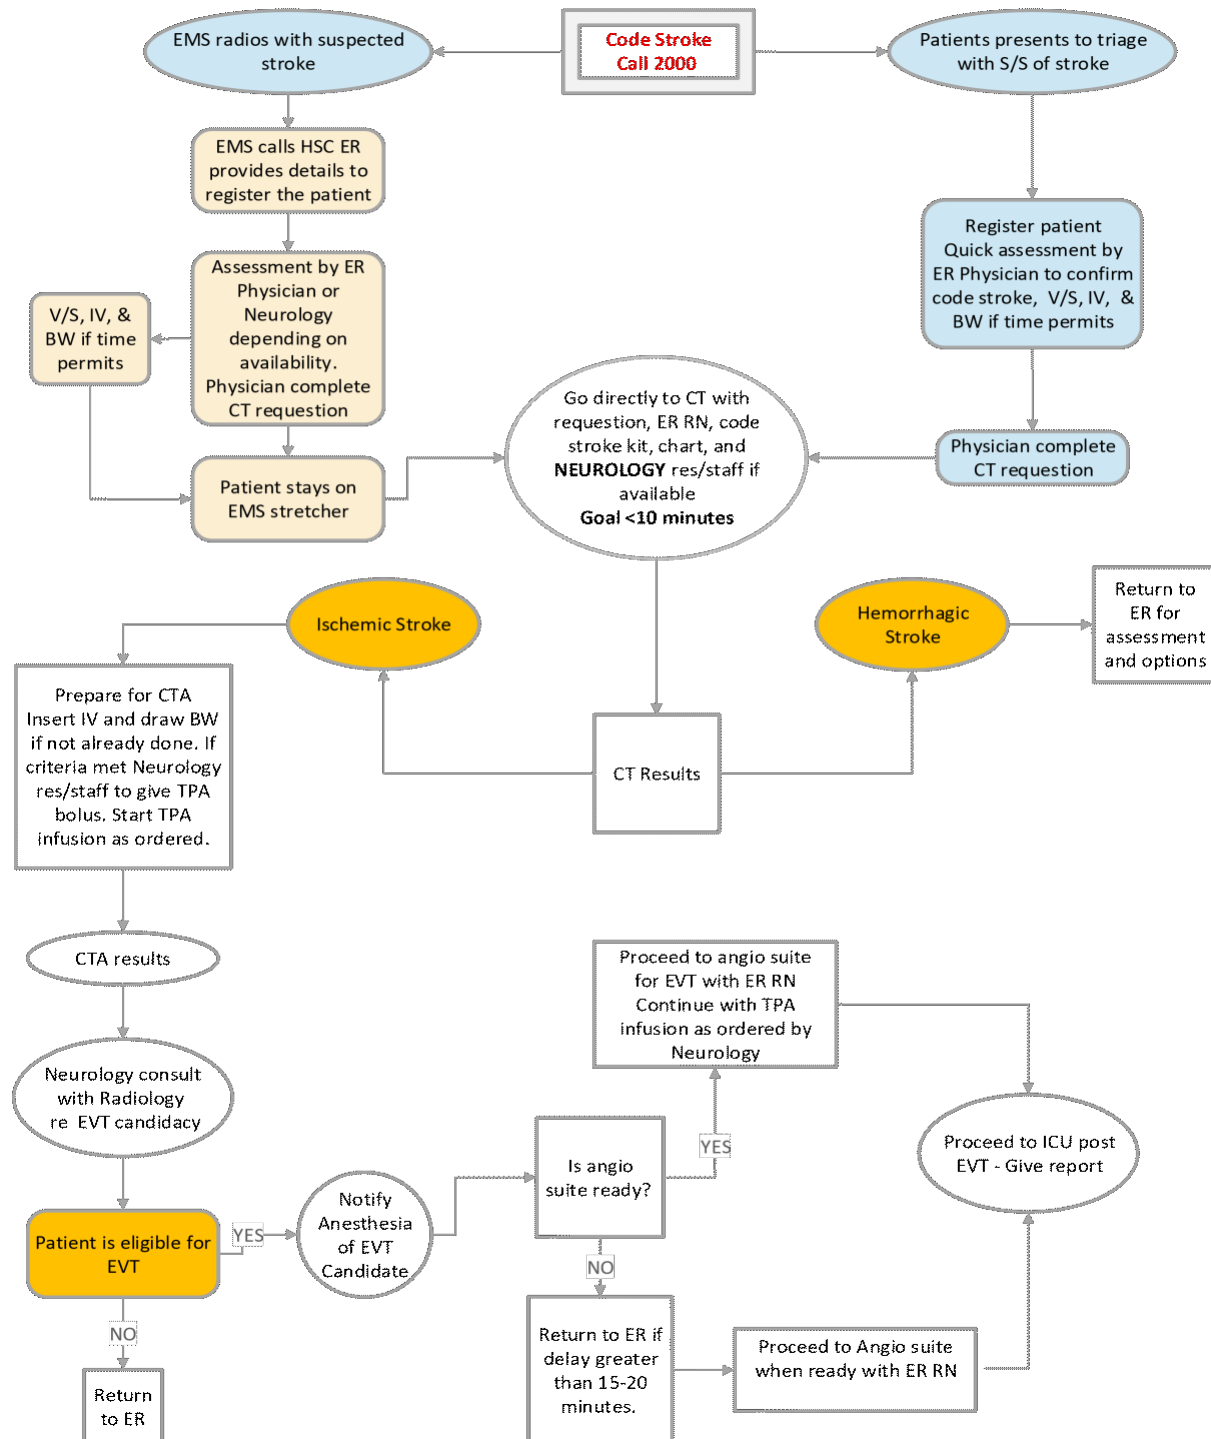 EMS radios with suspected
stroke
Code Stroke
Call 2000
Patients presents to triage
with S/S of stroke
EMS calls HSC ER
provides details to
register the patient
Register patient
Quick assessment by
ER Physician to confirm
code stroke, V/S, IV, &
BW if time permits
Assessment by ER
Physician or
Neurology
depending on
availability.
Physician complete
CT requestion
V/S, IV, &
BW if time
permits
Go directly to CT with
requestion, ER RN, code
stroke kit, chart, and
NEUROLOGY res/staff if
available
Goal <10 minutes
Physician complete
CT requestion
Patient stays on
EMS stretcher
Ischemic Stroke
Hemorrhagic
Stroke
Return to
ER for
assessment
and options
Prepare for CTA
Insert IV and draw BW
if not already done. If
criteria met Neurology
res/staff to give TPA
bolus. Start TPA
infusion as ordered.
CT Results
CTA results
Proceed to angio suite
for EVT with ER RN
Continue with TPA
infusion as ordered by
Neurology
Neurology consult
with Radiology
re EVT candidacy
Proceed to ICU post
EVT - Give report
YES
Is angio
suite ready?
Notify
Anesthesia
of EVT
Candidate
YES
Patient is eligible for
EVT
NO
NO
Return to ER if
delay greater
than 15-20
minutes.
Proceed to Angio suite
when ready with ER RN
Return
to ER